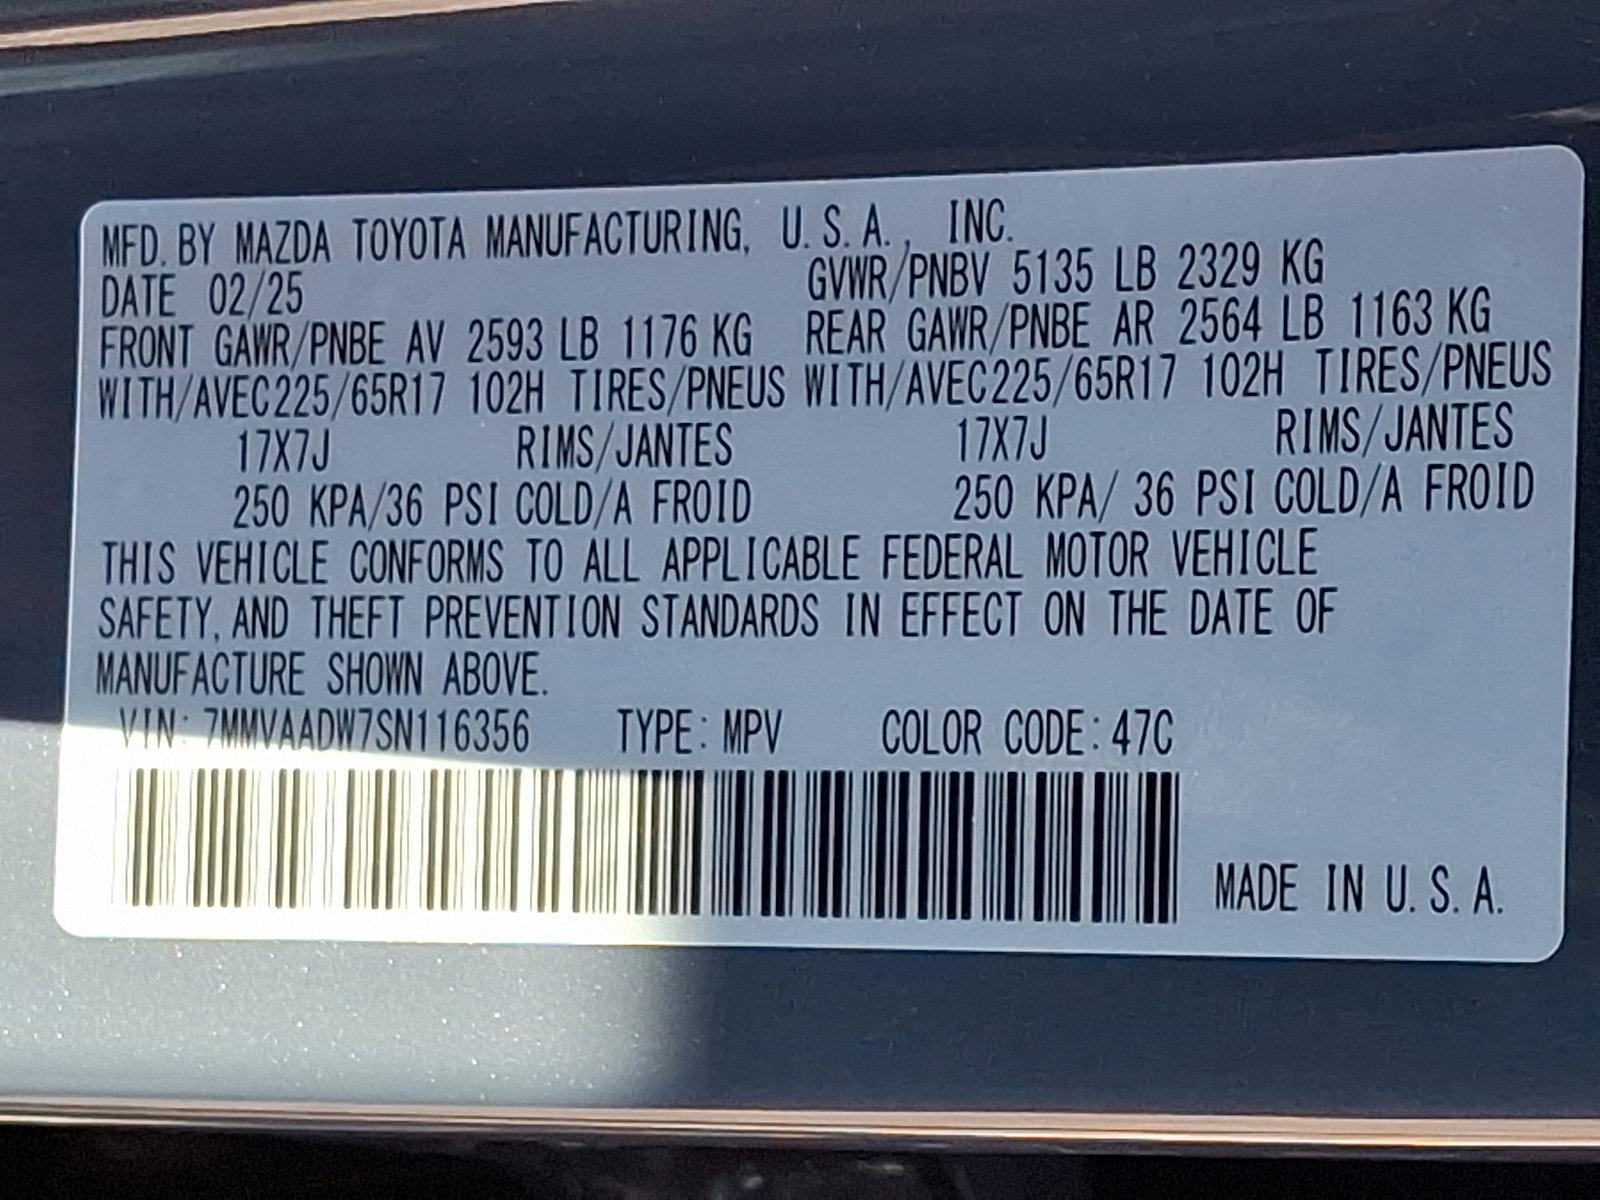 MFD. BY MAZDA TOYOTA MANUFACTURING, U.S.A., INC.
DATE 02/25 GVWR/PNBV 5135 LB 2329 KG
FRONT GAWR/PNBE AV 2593 LB 1176 KG REAR GAWR/PNBE AR 2564 LB 1163 KG
WITH/AVEC225/65R17 102H TIRES/PNEUS WITH/AVEC225/65R17 102H TIRES/PNEUS
17X7J RIMS/JANTES 17X7J RIMS/JANTES
250 KPA/36 PSI COLD/A FROID 250 KPA/ 36 PSI COLD/A FROID
THIS VEHICLE CONFORMS TO ALL APPLICABLE FEDERAL MOTOR VEHICLE
SAFETY, AND THEFT PREVENTION STANDARDS IN EFFECT ON THE DATE OF
MANUFACTURE SHOWN ABOVE.
VIN: 7MMVAADW7SN116356 TYPE: MPV COLOR CODE: 47C
MADE IN U.S.A.